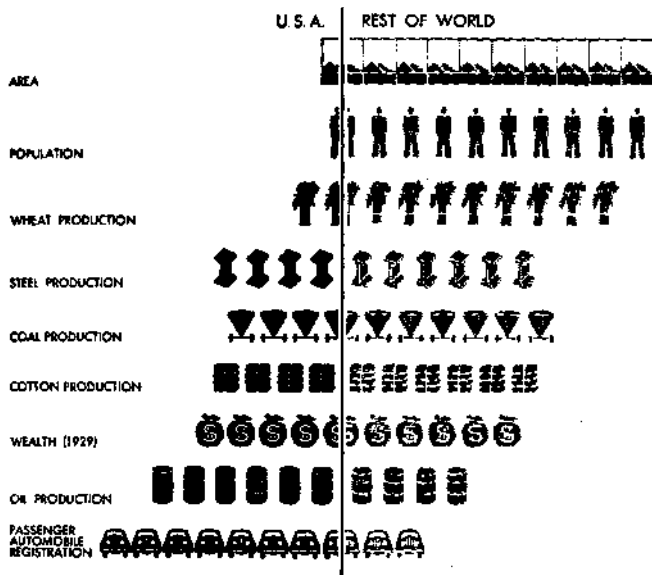 U. S. A. REST OF WORLD
AREA
POPULATION
WHEAT PRODUCTION
STEEL PRODUCTION
COAL PRODUCTION
COTTON PRODUCTION
WEALTH (1929)
OIL PRODUCTION
PASSENGER
AUTOMOBILE
REGISTRATION